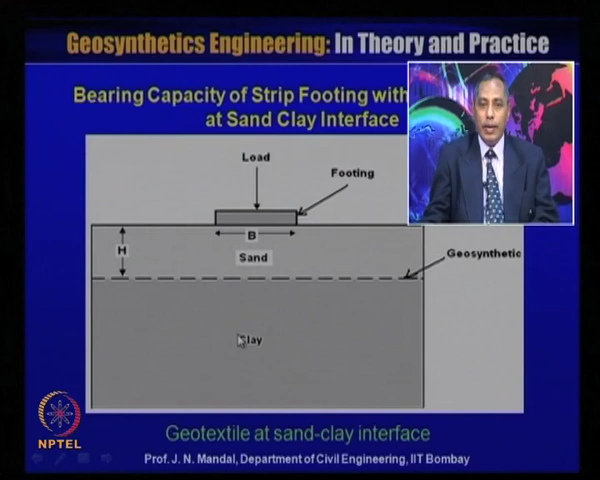 Geosynthetics Engineering: In Theory and Practice
Bearing Capacity of Strip Footing with
at Sand Clay Interface
Load
Footing
B
H
Sand
Geosynthetic
Clay
NPTEL
Geotextile at sand-clay interface
Prof. J. N. Mandal, Department of Civil Engineering, IIT Bombay